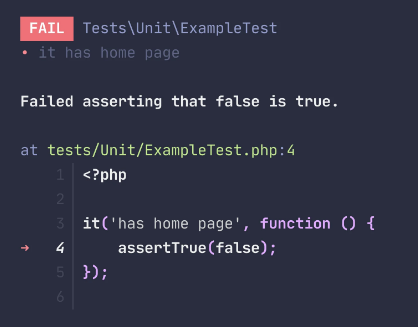 FAIL Tests\Unit\ExampleTest
• it has home page
Failed asserting that false is true.
at tests/Unit/ExampleTest.php:4
1 <?php
2
3 it('has home page', function () {
→ 4     assertTrue(false);
5 });
6